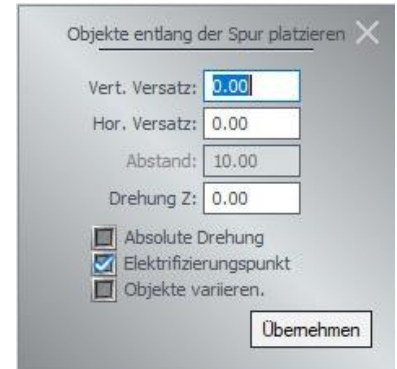 Objekte entlang der Spur platzieren
Vert. Versatz: 0.00
Hor. Versatz: 0.00
Abstand: 10.00
Drehung Z: 0.00
Absolute Drehung
Elektrifizierungspunkt
Objekte variieren.
Übernehmen